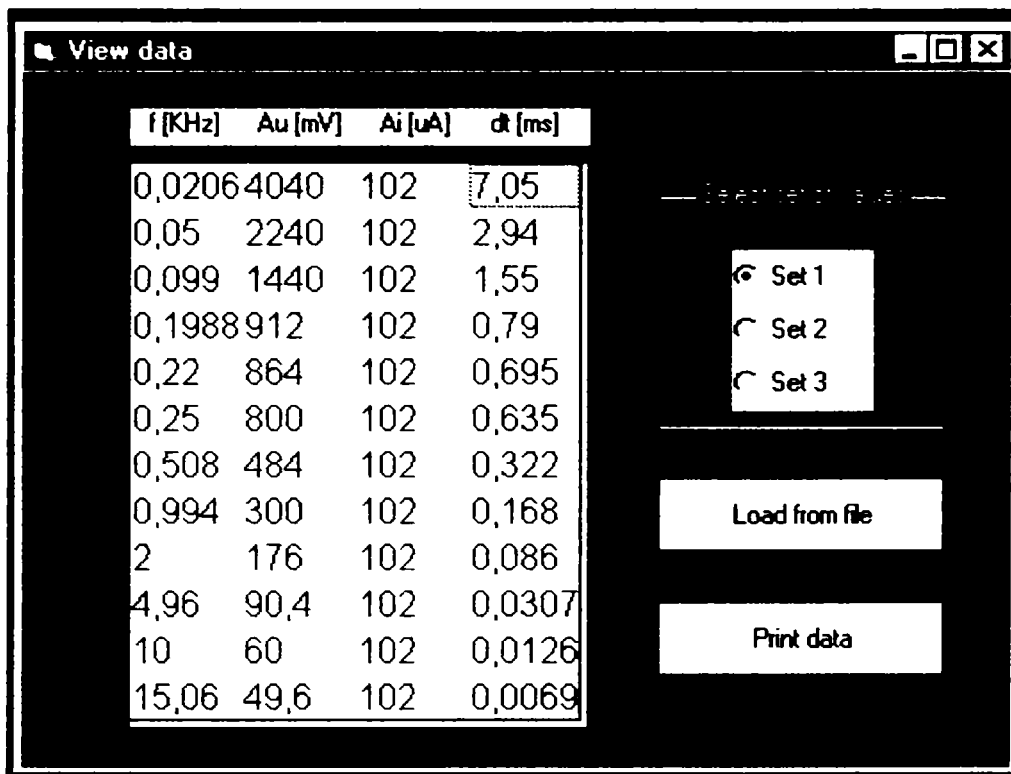 View data
f [KHz] Au [mV] Ai [uA] dt [ms]
0,0206 4040 102 7,05
0,05 2240 102 2,94
0,099 1440 102 1,55
0,1988 912 102 0,79
0,22 864 102 0,695
0,25 800 102 0,635
0,508 484 102 0,322
0,994 300 102 0,168
2 176 102 0,086
4,96 90,4 102 0,0307
10 60 102 0,0126
15,06 49,6 102 0,0069
Set 1
Set 2
Set 3
Load from file
Print data